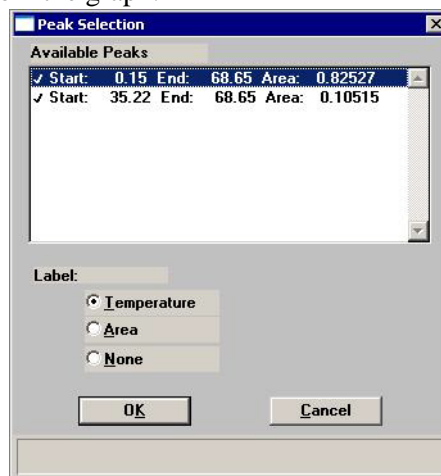 Peak Selection
Available Peaks
✓ Start: 0.15 End: 68.65 Area: 0.82527
✓ Start: 35.22 End: 68.65 Area: 0.10515
Label:
Temperature
Area
None
OK
Cancel